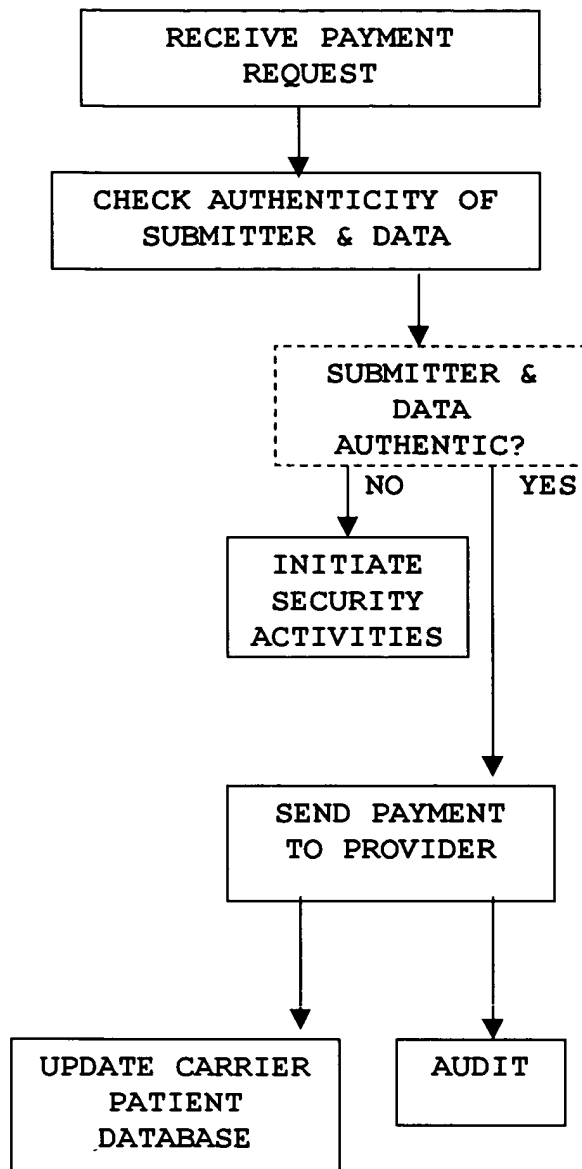 RECEIVE PAYMENT
REQUEST
CHECK AUTHENTICITY OF
SUBMITTER & DATA
SUBMITTER &
DATA
AUTHENTIC?
NO YES
INITIATE
SECURITY
ACTIVITIES
SEND PAYMENT
TO PROVIDER
UPDATE CARRIER
PATIENT
DATABASE
AUDIT